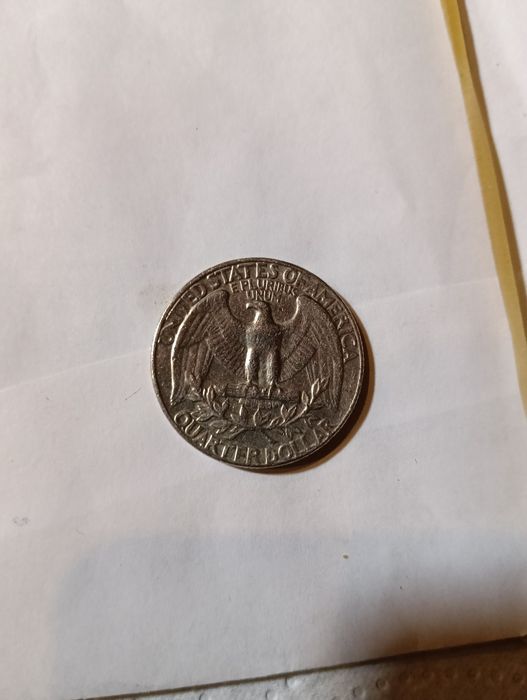 UNITED STATES OF AMERICA
E PLURIBUS
UNUM
QUARTER DOLLAR